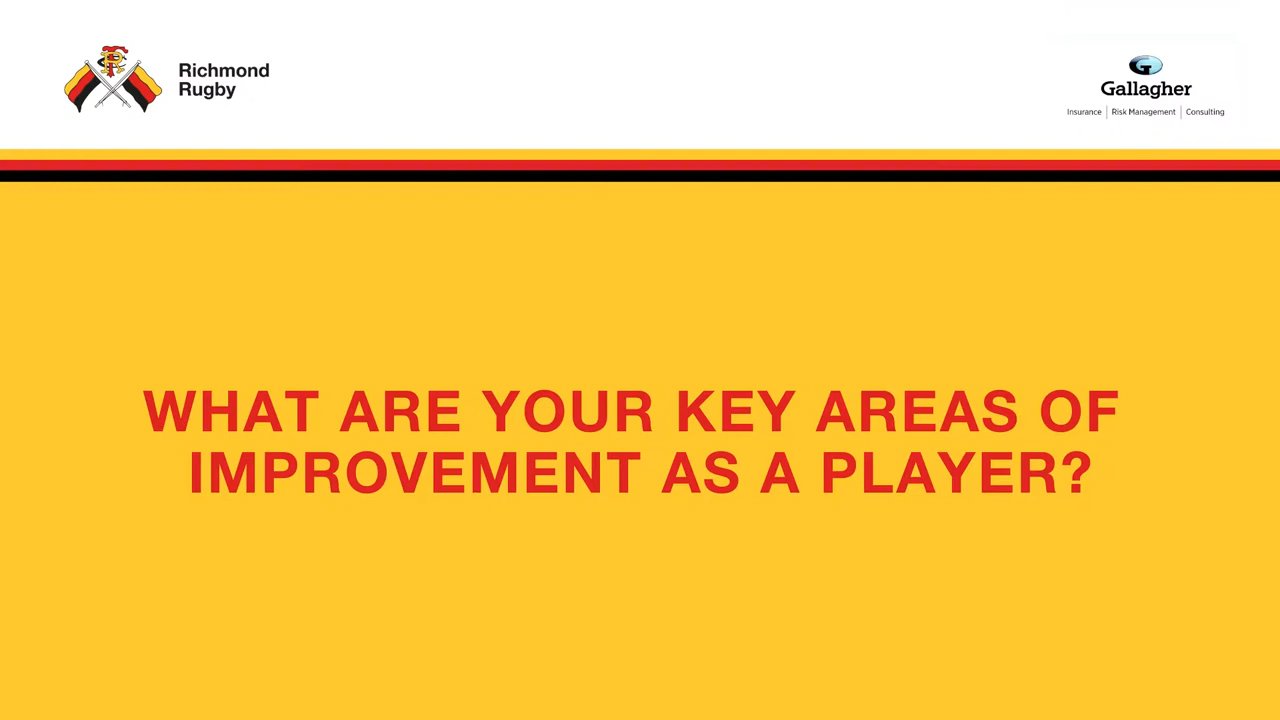 Richmond
Rugby
Gallagher
Insurance | Risk Management | Consulting
WHAT ARE YOUR KEY AREAS OF
IMPROVEMENT AS A PLAYER?